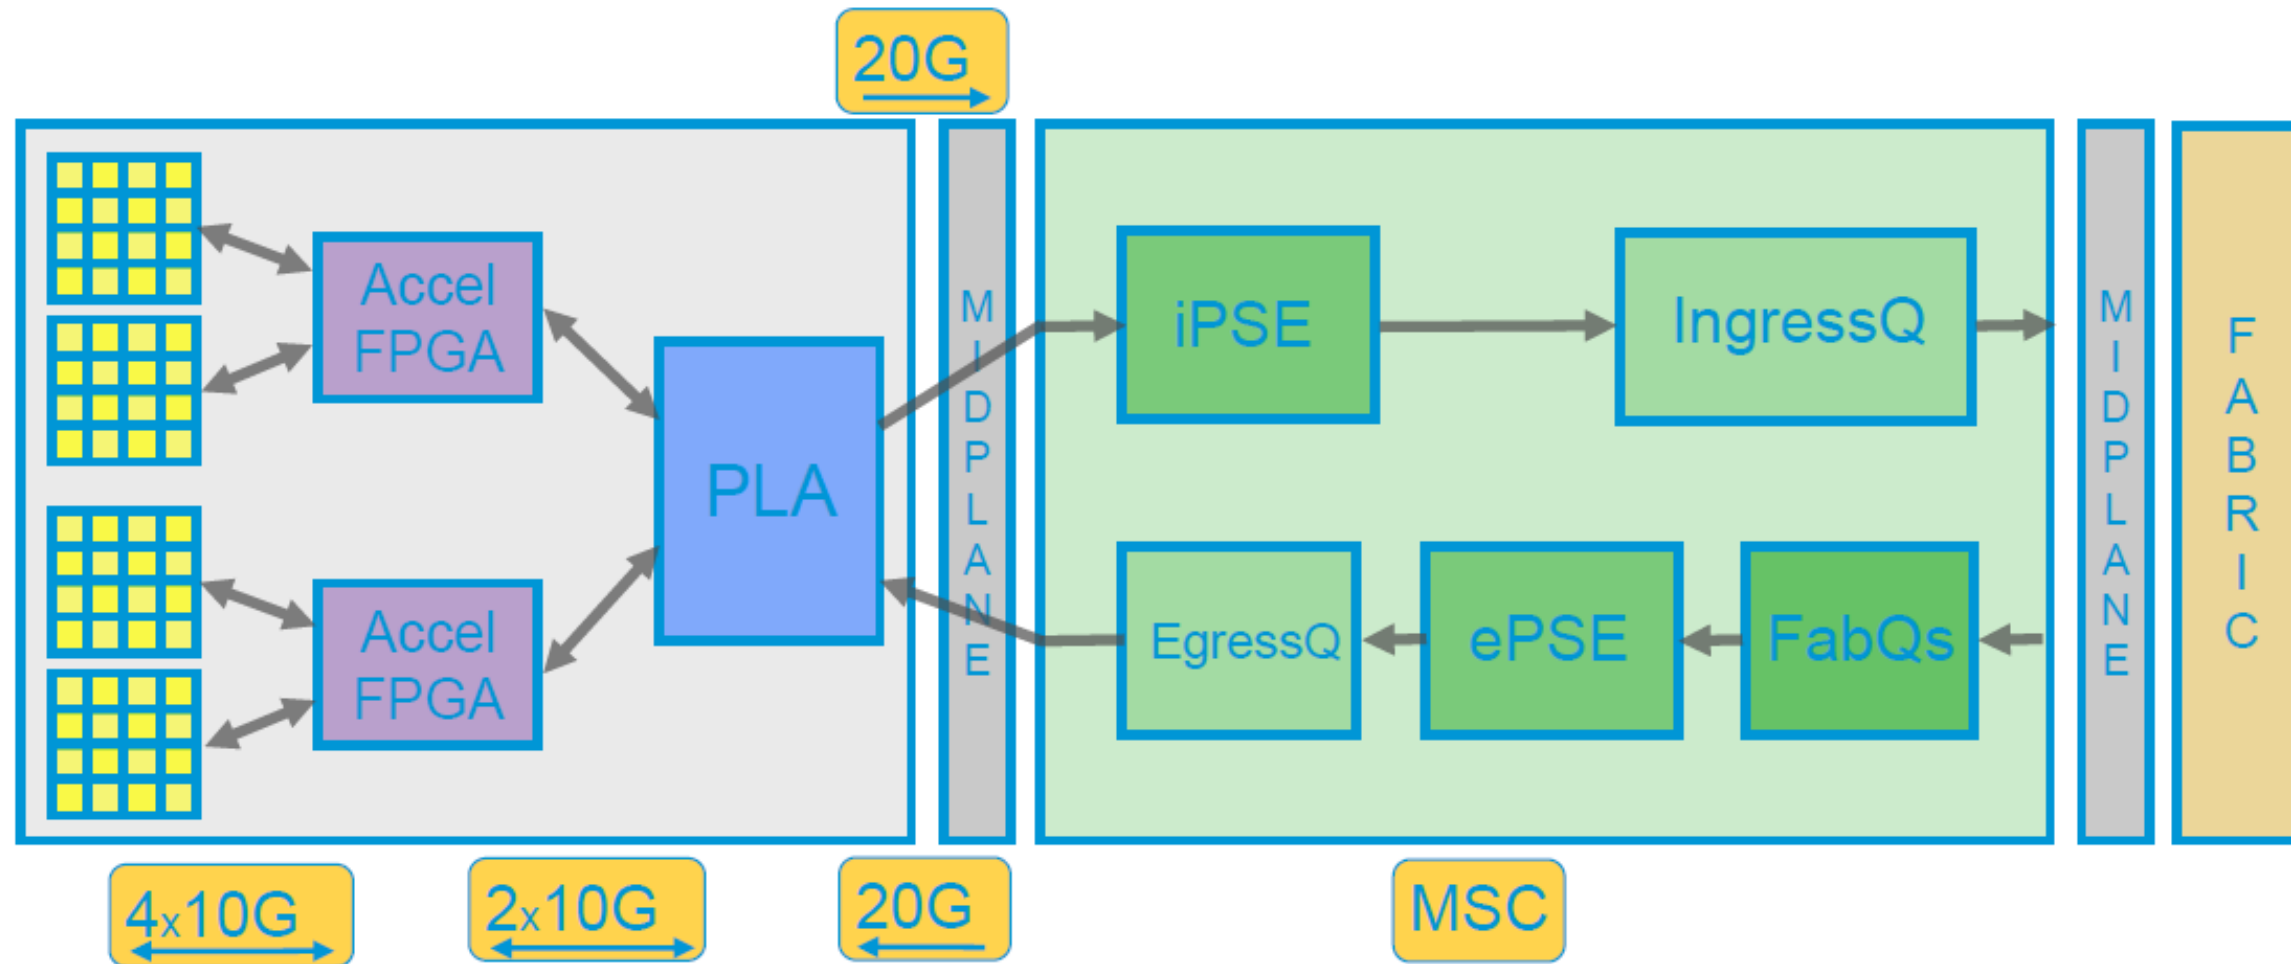 20G
Accel
FPGA
Accel
FPGA
PLA
MIDPLANE
iPSE
IngressQ
EgressQ
ePSE
FabQs
MIDPLANE
FABRIC
4x10G
2x10G
20G
MSC